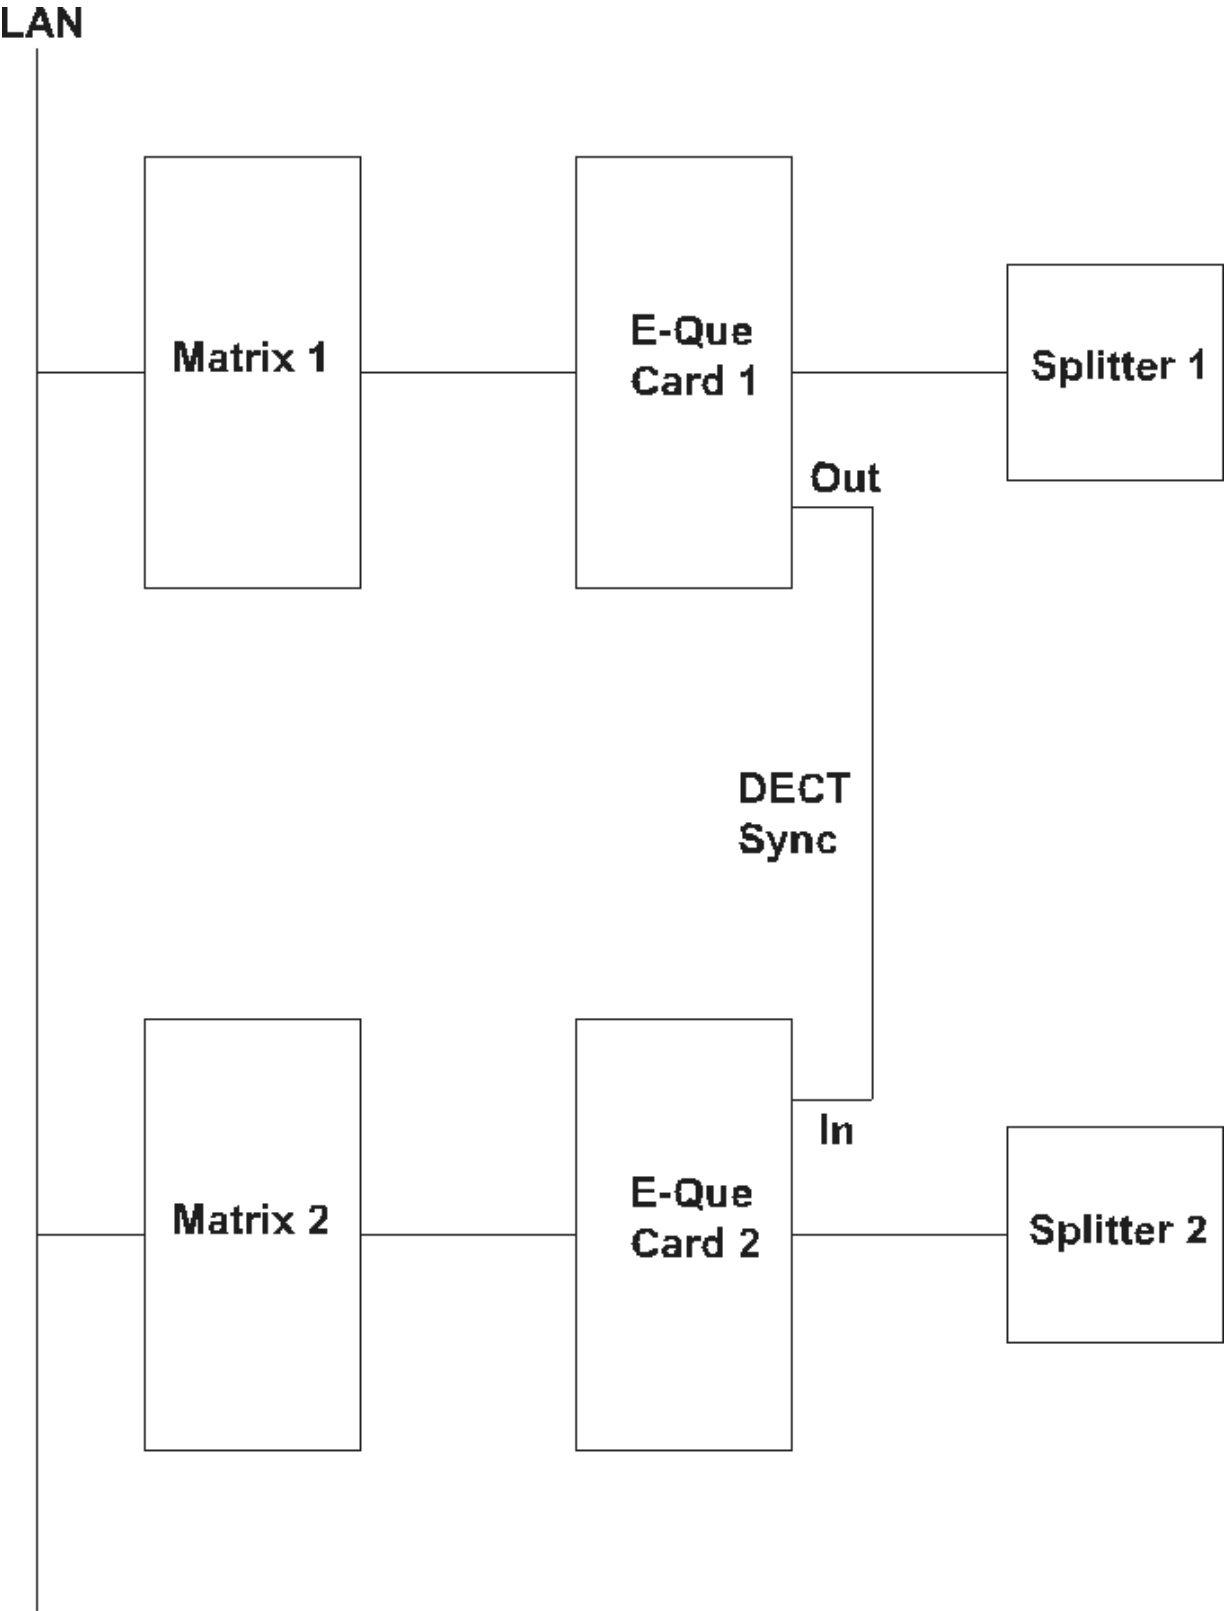 LAN
Matrix 1
E-Que
Card 1
Splitter 1
Out
DECT
Sync
In
Matrix 2
E-Que
Card 2
Splitter 2